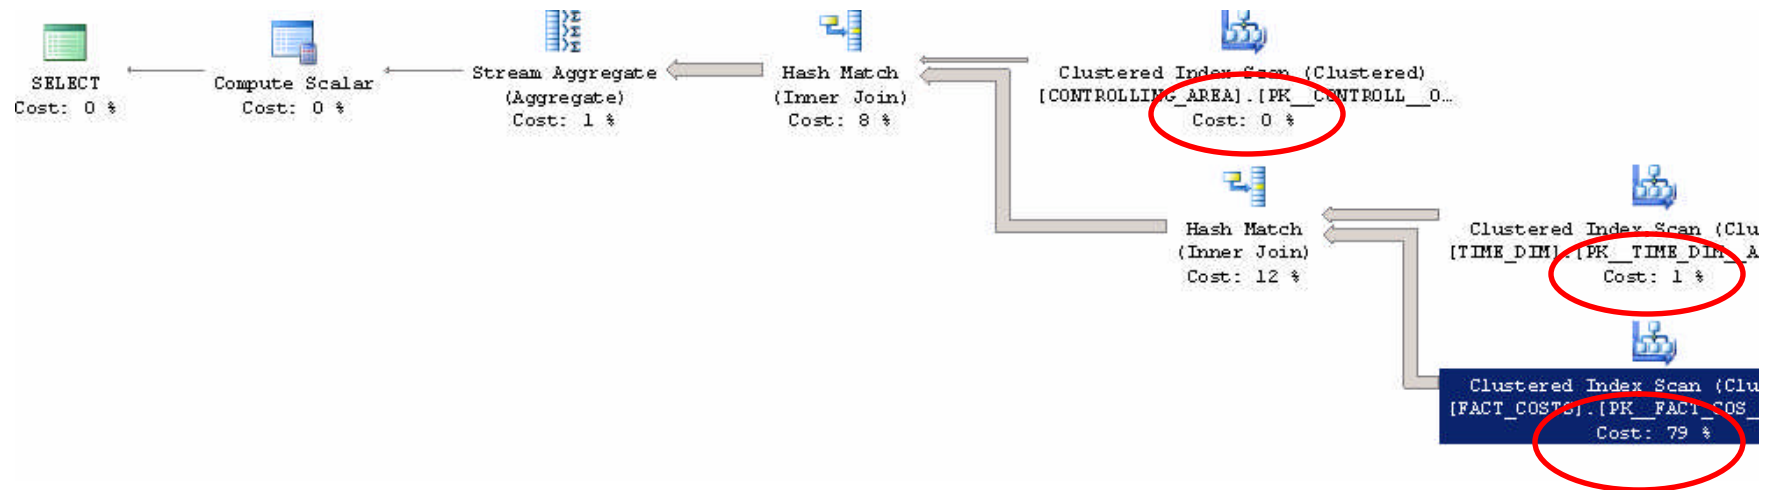 SELECT
Cost: 0 %
Compute Scalar
Cost: 0 %
Stream Aggregate
(Aggregate)
Cost: 1 %
Hash Match
(Inner Join)
Cost: 8 %
Clustered Index Scan (Clustered)
[CONTROLLING_AREA].[PK__CONTROLL__0…
Cost: 0 %
Hash Match
(Inner Join)
Cost: 12 %
Clustered Index Scan (Clu
[TIME_DIM].[PK__TIME_DIM__A
Cost: 1 %
Clustered Index Scan (Clu
[FACT_COSTS].[PK__FACT_COS_
Cost: 79 %